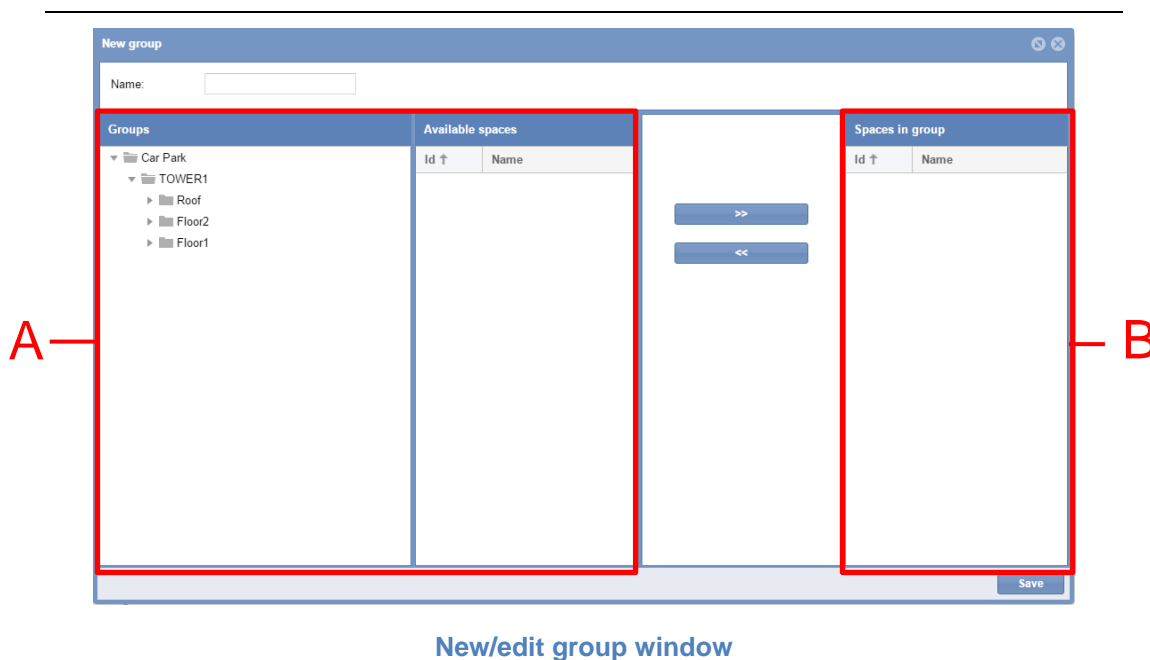 New group
Name:
Groups
Available spaces
Spaces in group
Id Name
Id Name
Car Park
TOWER1
Roof
Floor2
Floor1
>>
<<
A
B
Save
New/edit group window